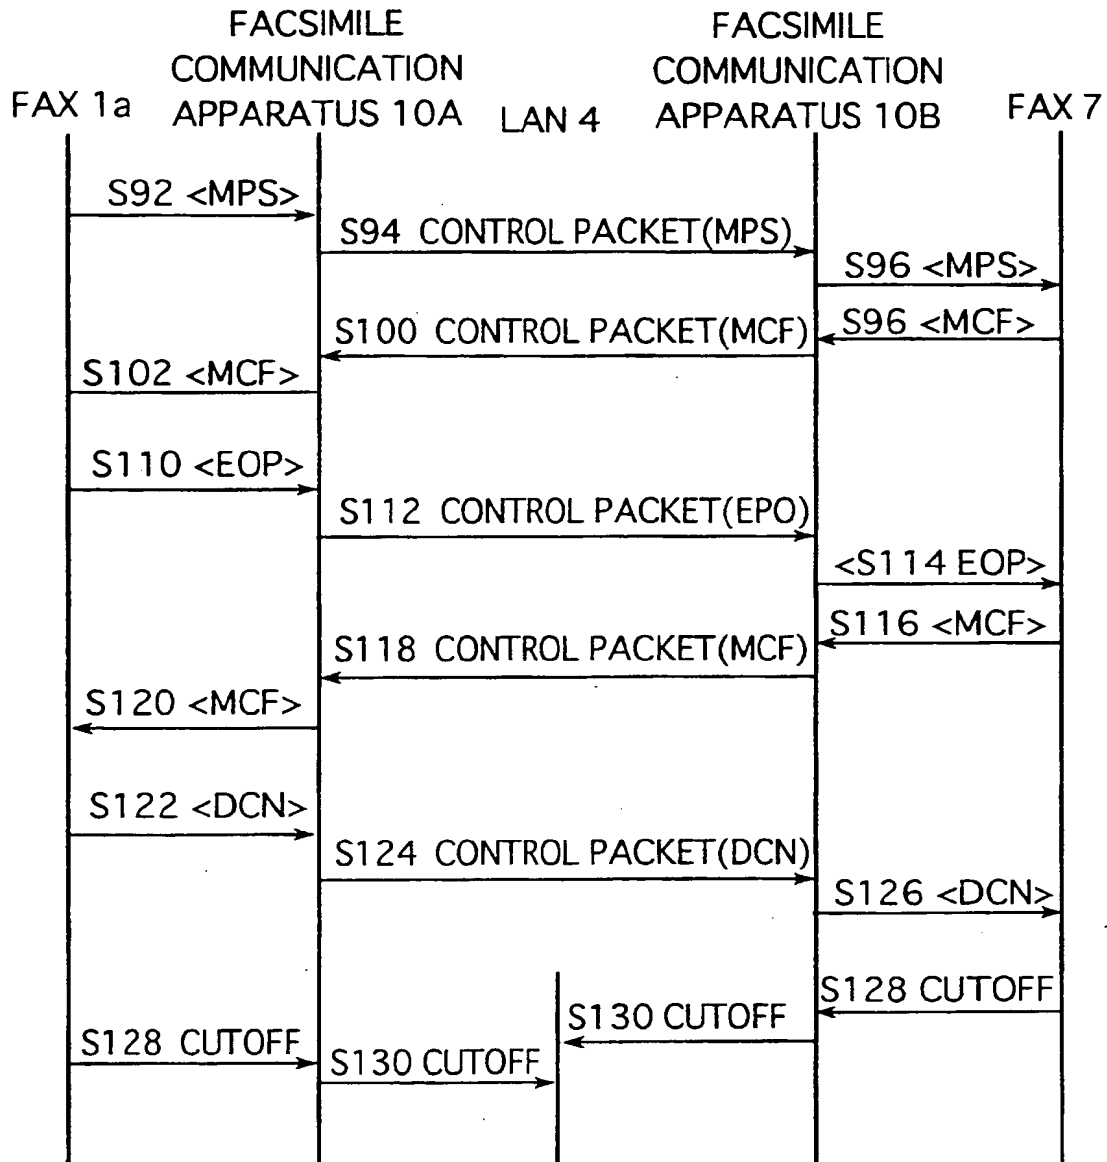 FACSIMILE
COMMUNICATION
APPARATUS 10A
FACSIMILE
COMMUNICATION
APPARATUS 10B
FAX 1a
LAN 4
FAX 7
S92 <MPS>
S94 CONTROL PACKET(MPS)
S96 <MPS>
S96 <MCF>
S100 CONTROL PACKET(MCF)
S102 <MCF>
S110 <EOP>
S112 CONTROL PACKET(EPO)
<S114 EOP>
S116 <MCF>
S118 CONTROL PACKET(MCF)
S120 <MCF>
S122 <DCN>
S124 CONTROL PACKET(DCN)
S126 <DCN>
S128 CUTOFF
S130 CUTOFF
S128 CUTOFF
S130 CUTOFF